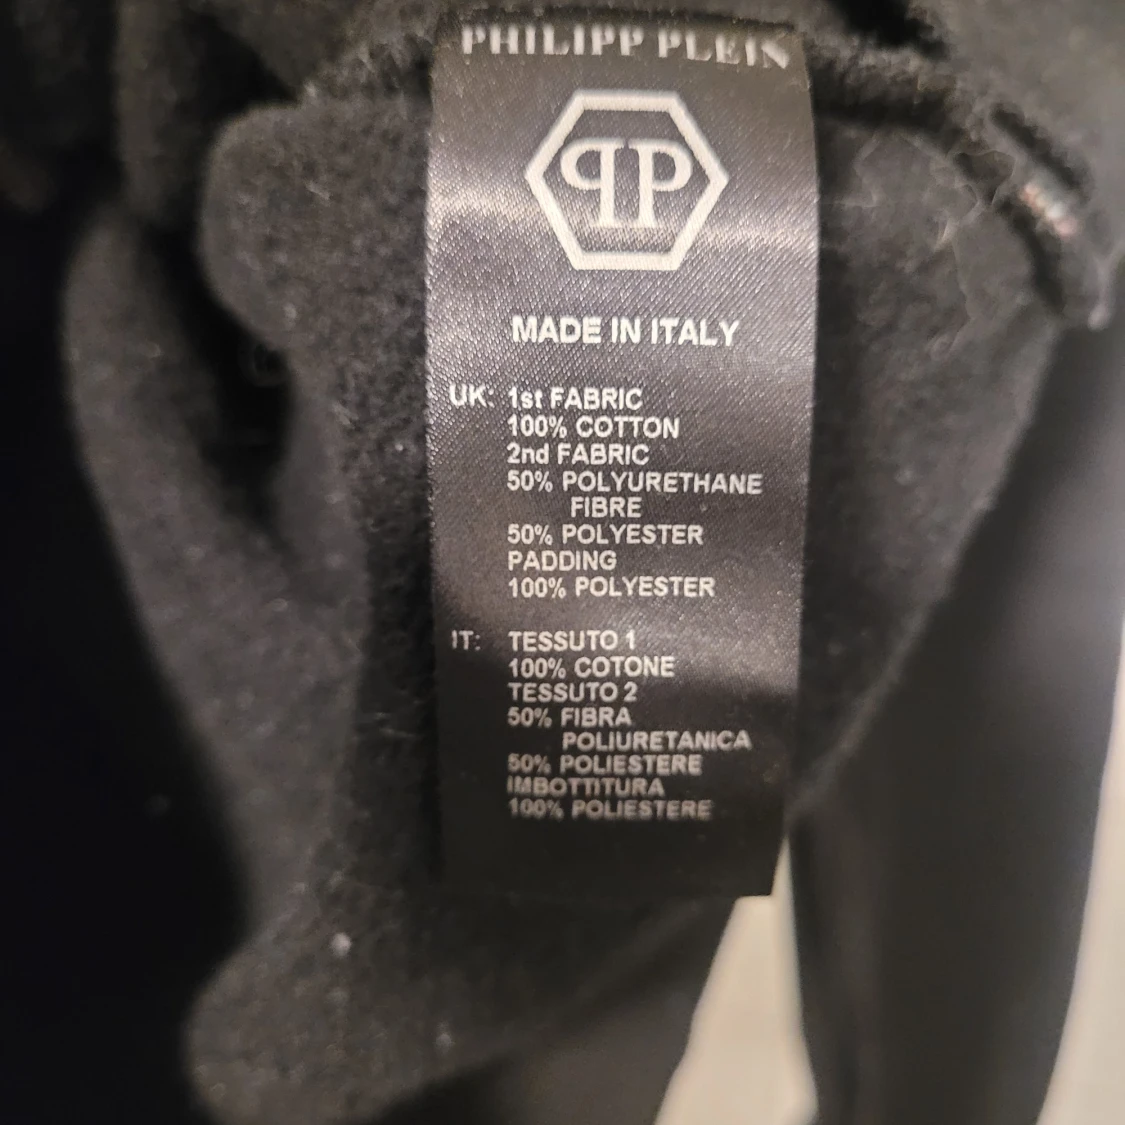 PHILIPP PLEIN
PP
MADE IN ITALY
UK: 1st FABRIC
100% COTTON
2nd FABRIC
50% POLYURETHANE
FIBRE
50% POLYESTER
PADDING
100% POLYESTER
IT: TESSUTO 1
100% COTONE
TESSUTO 2
50% FIBRA
POLIURETANICA
50% POLIESTERE
IMBOTTITURA
100% POLIESTERE